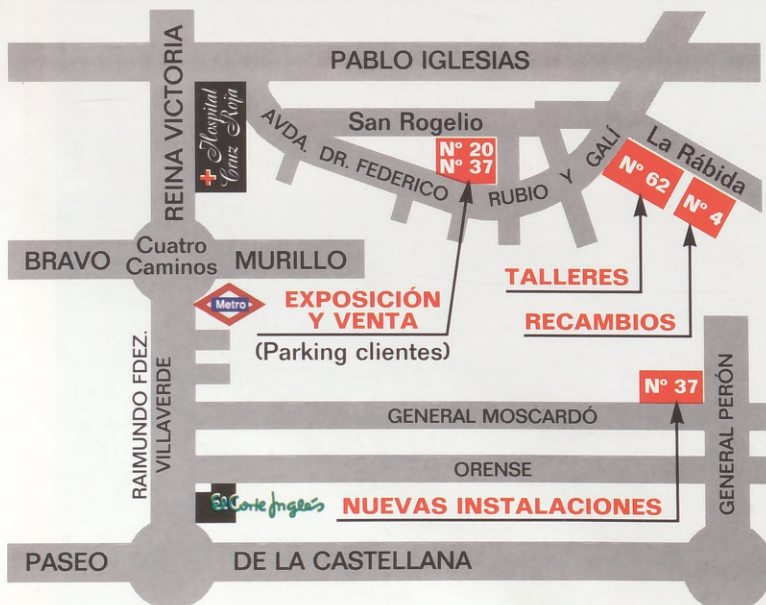 PABLO IGLESIAS
REINA VICTORIA
Hospital
Cruz Roja
San Rogelio
AVDA. DR. FEDERICO RUBIO Y GALÍ
La Rábida
Nº 20
Nº 37
Nº 62
Nº 4
BRAVO MURILLO
Cuatro
Caminos
Metro
EXPOSICIÓN
Y VENTA
(Parking clientes)
TALLERES
RECAMBIOS
RAIMUNDO FDEZ.
VILLAVERDE
Nº 37
GENERAL MOSCARDÓ
GENERAL PERÓN
ORENSE
El Corte Inglés
NUEVAS INSTALACIONES
PASEO DE LA CASTELLANA